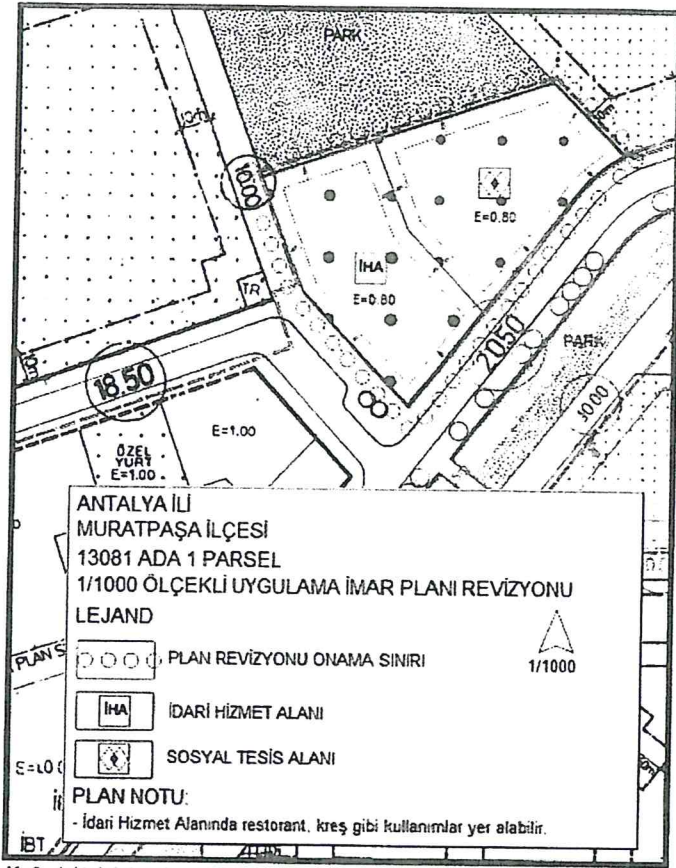 PARK
10.00
E=0.80
İHA
E=0.80
TR
2050
PARK
18.50
1000
ÖZEL
YURT
E=1.00
E=1.00
ANTALYA İLİ
MURATPAŞA İLÇESİ
13081 ADA 1 PARSEL
1/1000 ÖLÇEKLİ UYGULAMA İMAR PLANI REVİZYONU
LEJAND
PLAN REVİZYONU ONAMA SINIRI
1/1000
İHA
İDARİ HİZMET ALANI
SOSYAL TESİS ALANI
PLAN NOTU:
- İdari Hizmet Alanında restorant, kreş gibi kullanımlar yer alabilir.
PLAN S
İBT